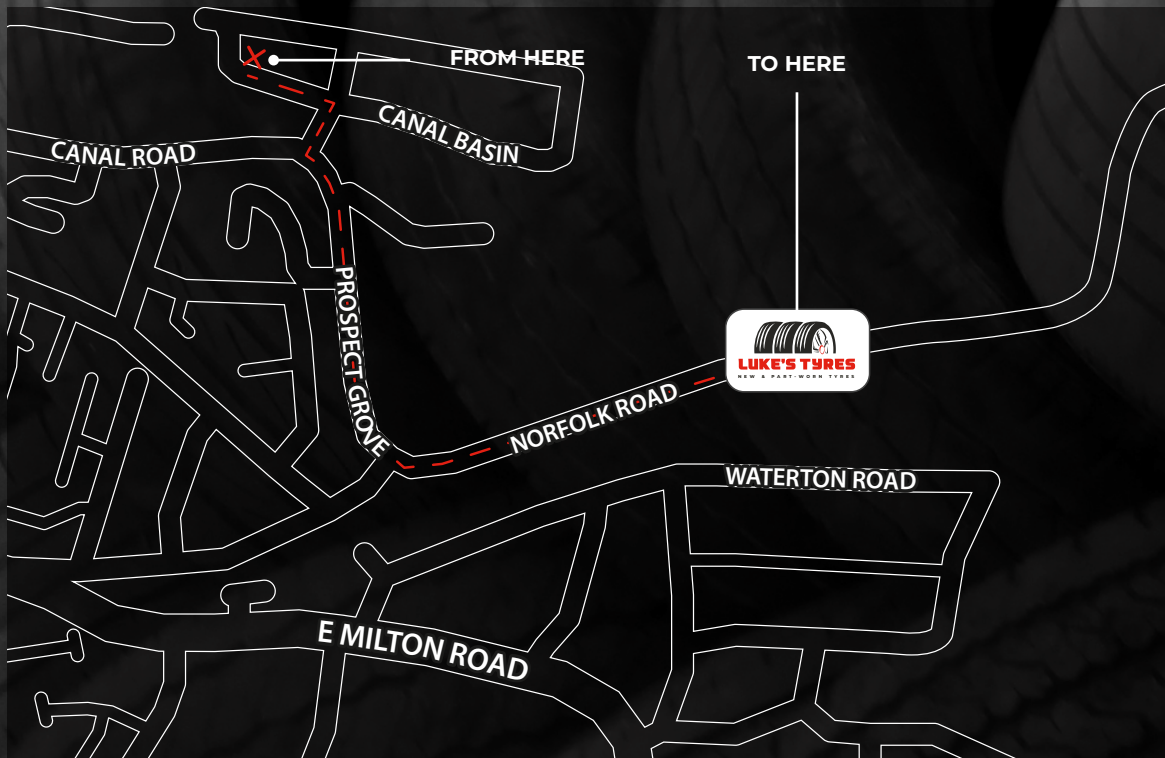 FROM HERE
TO HERE
CANAL BASIN
CANAL ROAD
PROSPECT GROVE
LUKE'S TYRES
NEW & PART-WORN TYRES
NORFOLK ROAD
WATERTON ROAD
E MILTON ROAD